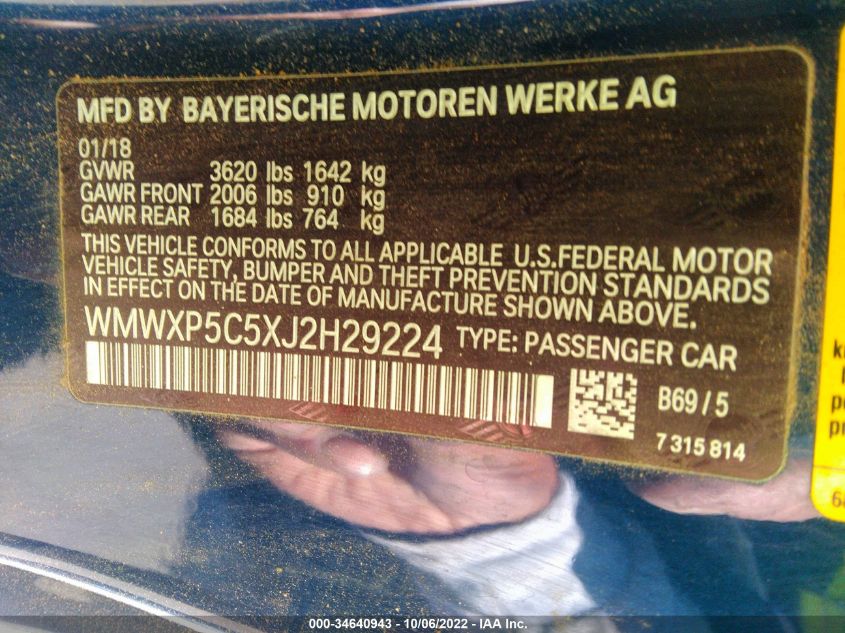 MFD BY BAYERISCHE MOTOREN WERKE AG
01/18
GVWR 3620 lbs 1642 kg
GAWR FRONT 2006 lbs 910 kg
GAWR REAR 1684 lbs 764 kg
THIS VEHICLE CONFORMS TO ALL APPLICABLE U.S.FEDERAL MOTOR
VEHICLE SAFETY, BUMPER AND THEFT PREVENTION STANDARDS
IN EFFECT ON THE DATE OF MANUFACTURE SHOWN ABOVE.
WMWXP5C5XJ2H29224 TYPE: PASSENGER CAR
B69 / 5
7 315 814
000-34640943 - 10/06/2022 - IAA Inc.